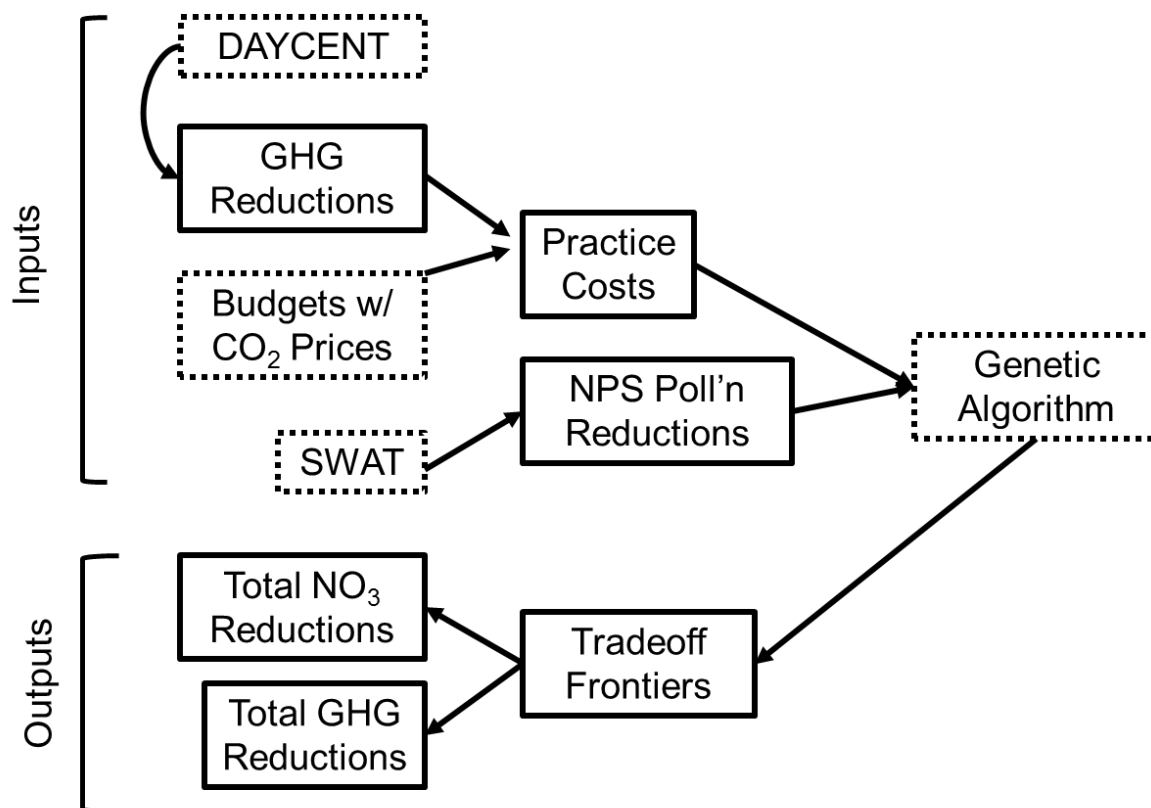 Inputs
DAYCENT
GHG
Reductions
Budgets w/
CO₂ Prices
SWAT
Practice
Costs
NPS Poll’n
Reductions
Genetic
Algorithm
Outputs
Total NO₃
Reductions
Total GHG
Reductions
Tradeoff
Frontiers